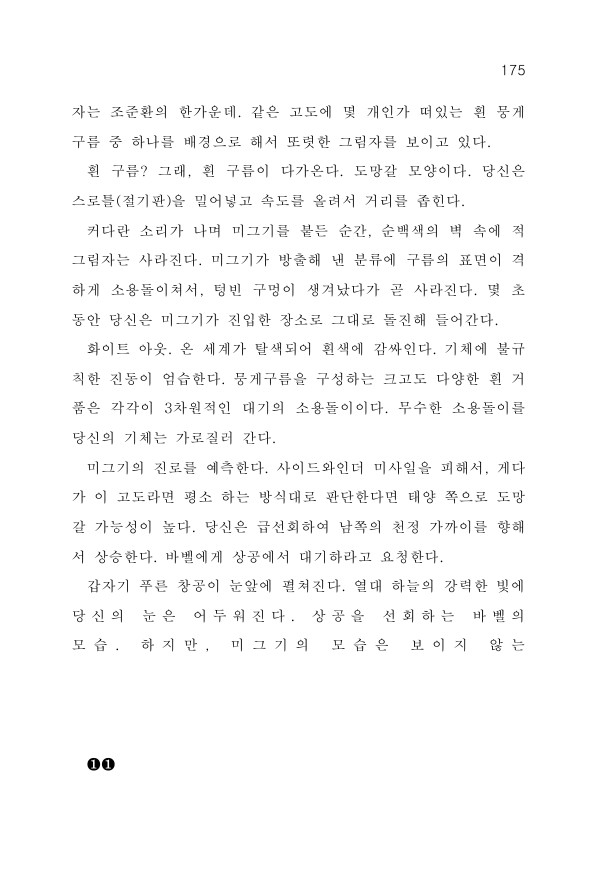 175
자는 조준환의 한가운데. 같은 고도에 몇 개인가 떠있는 흰 뭉게
구름 중 하나를 배경으로 해서 또렷한 그림자를 보이고 있다.
흰 구름? 그래, 흰 구름이 다가온다. 도망갈 모양이다. 당신은
스로틀(절기판)을 밀어넣고 속도를 올려서 거리를 좁힌다.
커다란 소리가 나며 미그기를 붙든 순간, 순백색의 벽 속에 적
그림자는 사라진다. 미그기가 방출해 낸 분류에 구름의 표면이 격
하게 소용돌이쳐서, 텅빈 구멍이 생겨났다가 곧 사라진다. 몇 초
동안 당신은 미그기가 진입한 장소로 그대로 돌진해 들어간다.
화이트 아웃. 온 세계가 탈색되어 흰색에 감싸인다. 기체에 불규
칙한 진동이 엄습한다. 뭉게구름을 구성하는 크고도 다양한 흰 거
품은 각각이 3차원적인 대기의 소용돌이이다. 무수한 소용돌이를
당신의 기체는 가로질러 간다.
미그기의 진로를 예측한다. 사이드와인더 미사일을 피해서, 게다
가 이 고도라면 평소 하는 방식대로 판단한다면 태양 쪽으로 도망
갈 가능성이 높다. 당신은 급선회하여 남쪽의 천정 가까이를 향해
서 상승한다. 바벨에게 상공에서 대기하라고 요청한다.
갑자기 푸른 창공이 눈앞에 펼쳐진다. 열대 하늘의 강력한 빛에
당신의 눈은 어두워진다. 상공을 선회하는 바벨의
모습. 하지만, 미그기의 모습은 보이지 않는
❶❶